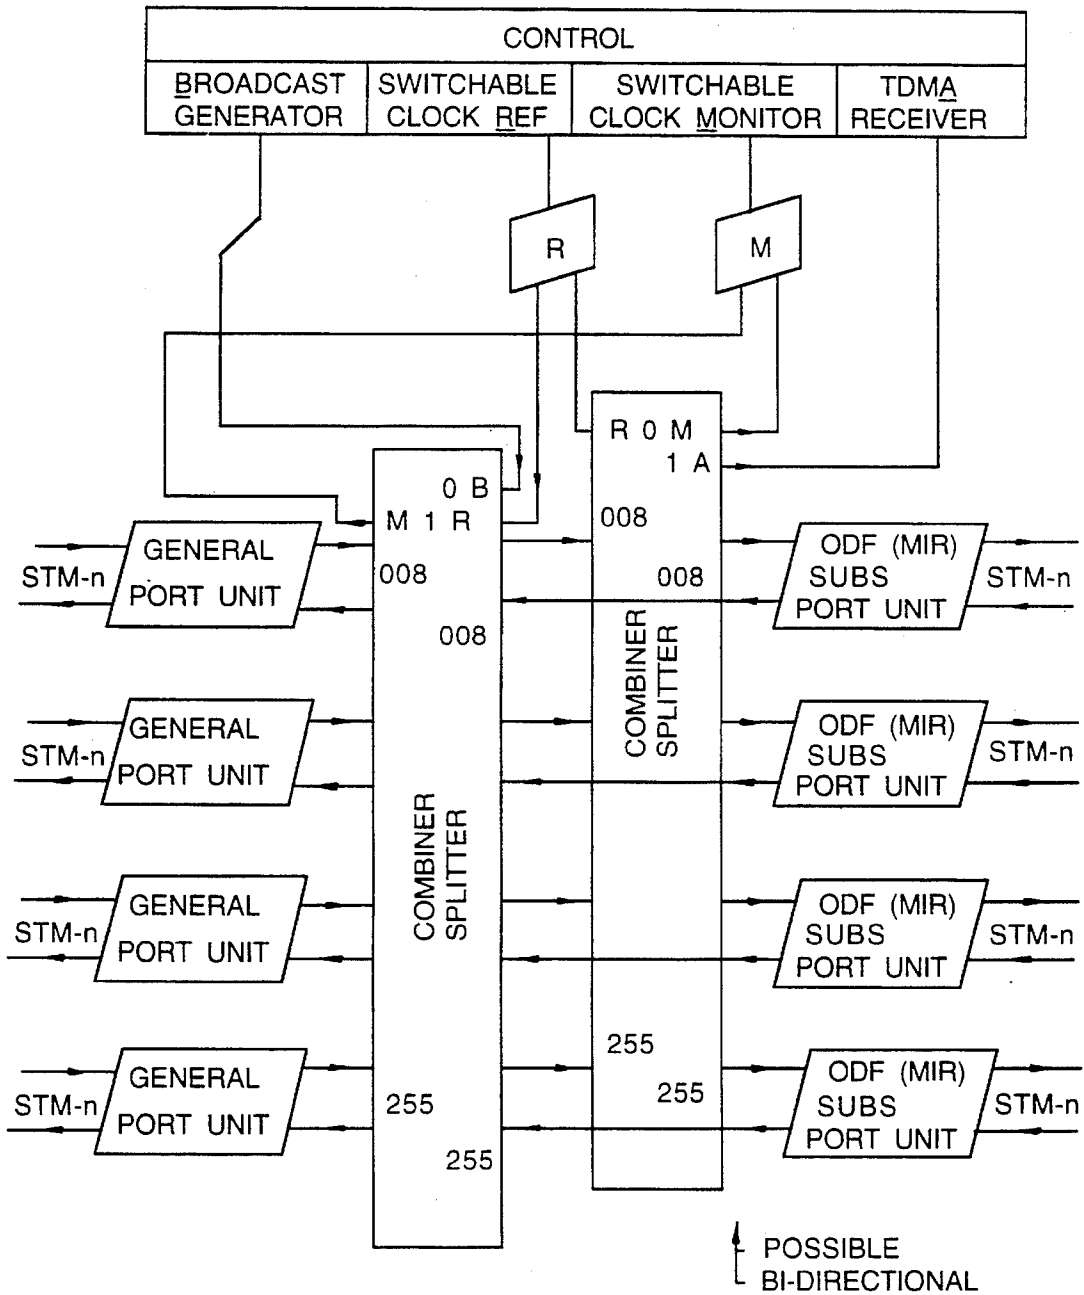 CONTROL
BROADCAST GENERATOR
SWITCHABLE CLOCK REF
SWITCHABLE CLOCK MONITOR
TDMA RECEIVER
R
M
R 0 M
1 A
0 B
M 1 R
008
008
008
008
GENERAL
PORT UNIT
STM-n
ODF (MIR)
SUBS
PORT UNIT
STM-n
COMBINER
SPLITTER
GENERAL
PORT UNIT
STM-n
ODF (MIR)
SUBS
PORT UNIT
STM-n
COMBINER
SPLITTER
GENERAL
PORT UNIT
STM-n
ODF (MIR)
SUBS
PORT UNIT
STM-n
255
255
255
255
GENERAL
PORT UNIT
STM-n
ODF (MIR)
SUBS
PORT UNIT
STM-n
POSSIBLE
BI-DIRECTIONAL